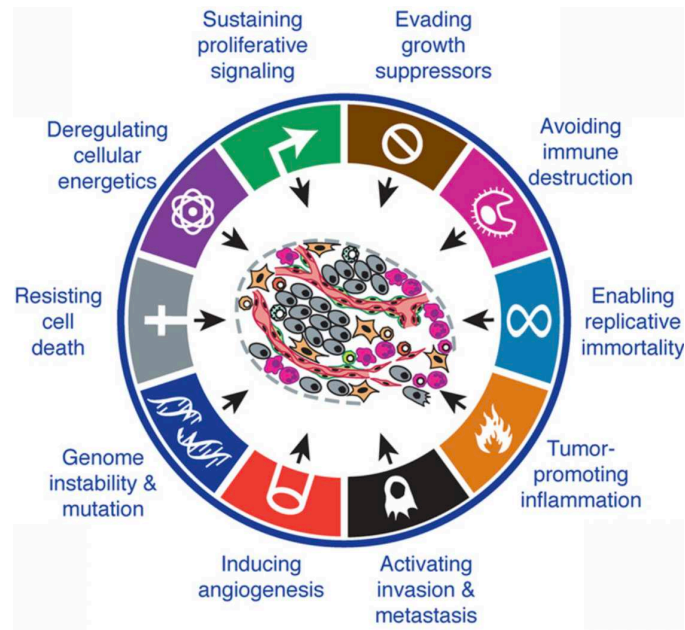 Sustaining
proliferative
signaling
Evading
growth
suppressors
Avoiding
immune
destruction
Enabling
replicative
immortality
Tumor-
promoting
inflammation
Activating
invasion &
metastasis
Inducing
angiogenesis
Genome
instability &
mutation
Resisting
cell
death
Deregulating
cellular
energetics